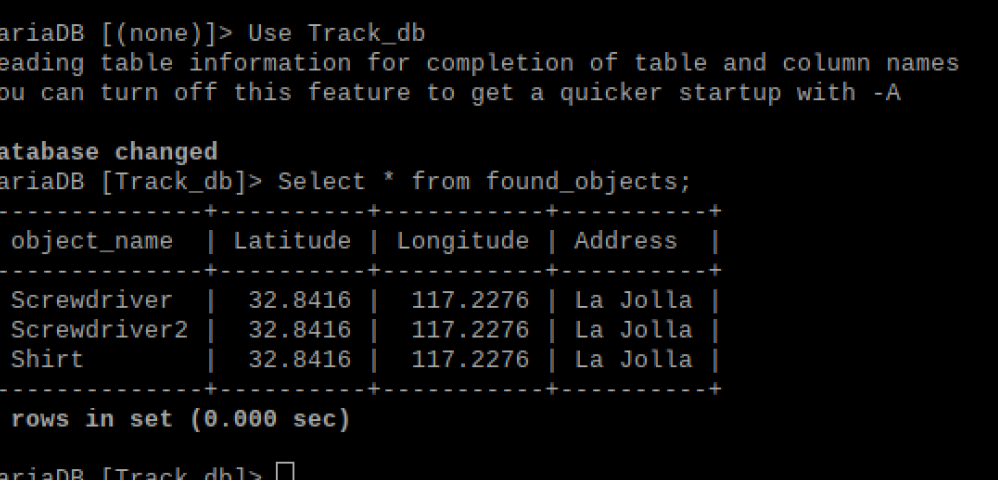 ariaDB [(none)]> Use Track_db
eading table information for completion of table and column names
ou can turn off this feature to get a quicker startup with -A
atabase changed
ariaDB [Track_db]> Select * from found_objects;
--------------+----------+-----------+----------+
object_name | Latitude | Longitude | Address |
--------------+----------+-----------+----------+
Screwdriver | 32.8416 | 117.2276 | La Jolla |
Screwdriver2 | 32.8416 | 117.2276 | La Jolla |
Shirt | 32.8416 | 117.2276 | La Jolla |
--------------+----------+-----------+----------+
rows in set (0.000 sec)
ariaDB [Track_db]>